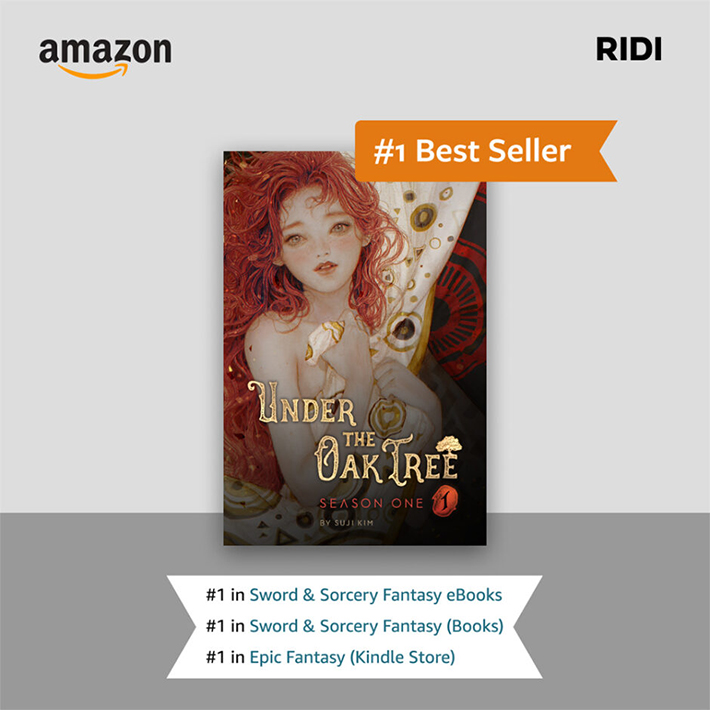 amazon
RIDI
#1 Best Seller
UNDER
THE
OAK TREE
SEASON ONE 1
BY SUJI KIM
#1 in Sword & Sorcery Fantasy eBooks
#1 in Sword & Sorcery Fantasy (Books)
#1 in Epic Fantasy (Kindle Store)